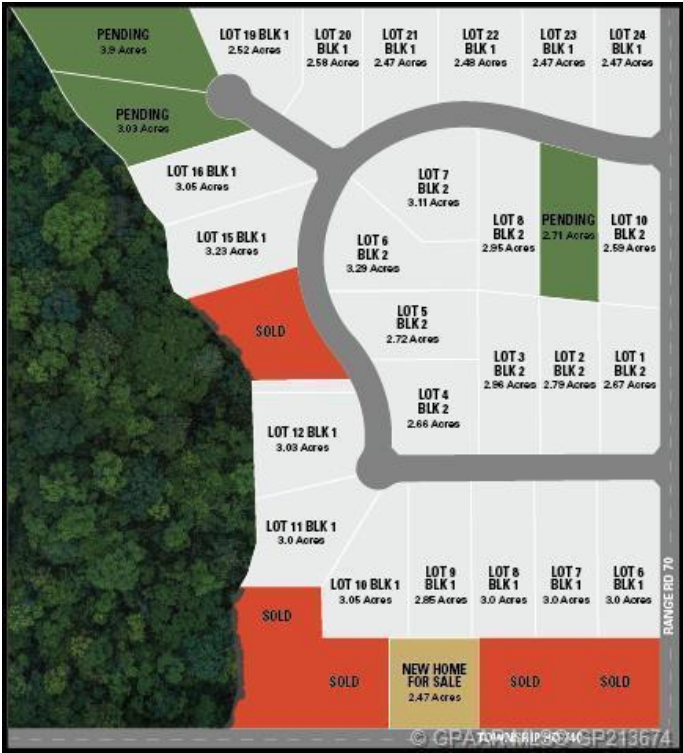 PENDING
3.9 Acres
LOT 19 BLK 1
2.52 Acres
LOT 20
BLK 1
2.58 Acres
LOT 21
BLK 1
2.47 Acres
LOT 22
BLK 1
2.48 Acres
LOT 23
BLK 1
2.47 Acres
LOT 24
BLK 1
2.47 Acres
PENDING
3.03 Acres
LOT 16 BLK 1
3.05 Acres
LOT 15 BLK 1
3.23 Acres
LOT 7
BLK 2
3.11 Acres
LOT 6
BLK 2
3.29 Acres
LOT 8
BLK 2
2.95 Acres
PENDING
2.71 Acres
LOT 10
BLK 2
2.59 Acres
SOLD
LOT 5
BLK 2
2.72 Acres
LOT 4
BLK 2
2.66 Acres
LOT 3
BLK 2
2.96 Acres
LOT 2
BLK 2
2.79 Acres
LOT 1
BLK 2
2.67 Acres
LOT 12 BLK 1
3.03 Acres
LOT 11 BLK 1
3.0 Acres
LOT 10 BLK 1
3.05 Acres
LOT 9
BLK 1
2.85 Acres
LOT 8
BLK 1
3.0 Acres
LOT 7
BLK 1
3.0 Acres
LOT 6
BLK 1
3.0 Acres
RANGE RD 70
SOLD
SOLD
NEW HOME
FOR SALE
2.47 Acres
SOLD
SOLD
TOWNSHIP RD 740